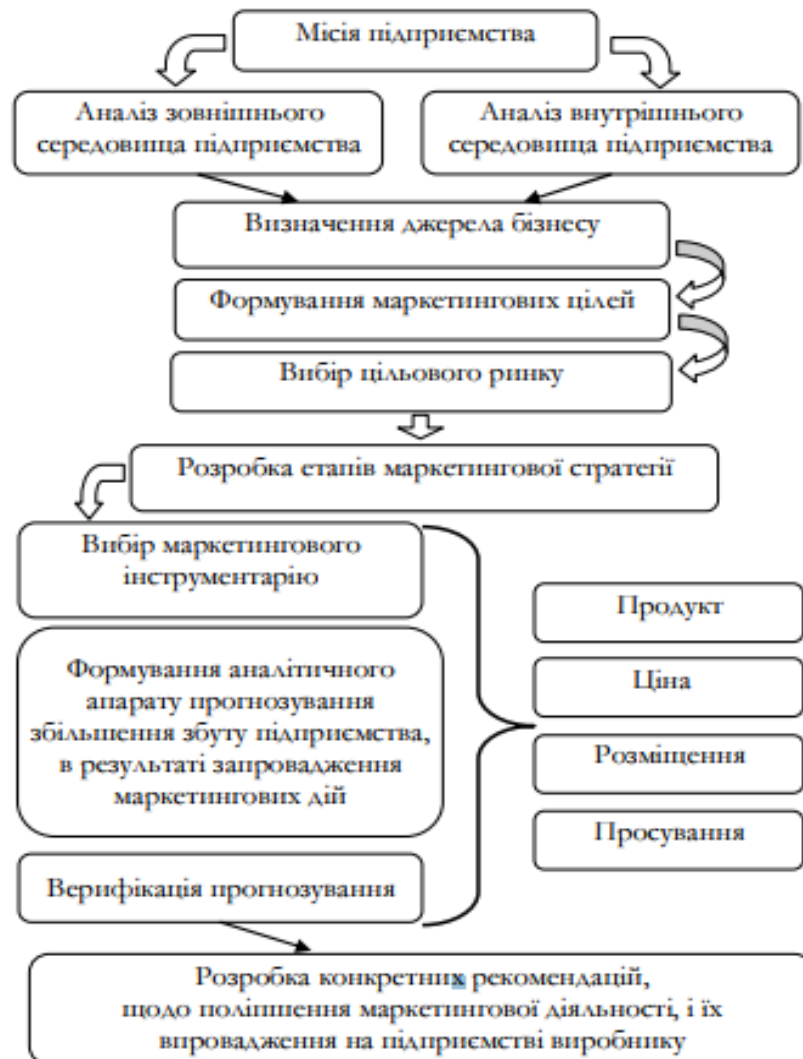 Місія підприємства
Аналіз зовнішнього
середовища підприємства
Аналіз внутрішнього
середовища підприємства
Визначення джерела бізнесу
Формування маркетингових цілей
Вибір цільового ринку
Розробка етапів маркетингової стратегії
Вибір маркетингового
інструментарію
Формування аналітичного
апарату прогнозування
збільшення збуту підприємства,
в результаті запровадження
маркетингових дій
Верифікація прогнозування
Продукт
Ціна
Розміщення
Просування
Розробка конкретних рекомендацій,
щодо поліпшення маркетингової діяльності, і їх
впровадження на підприємстві виробнику